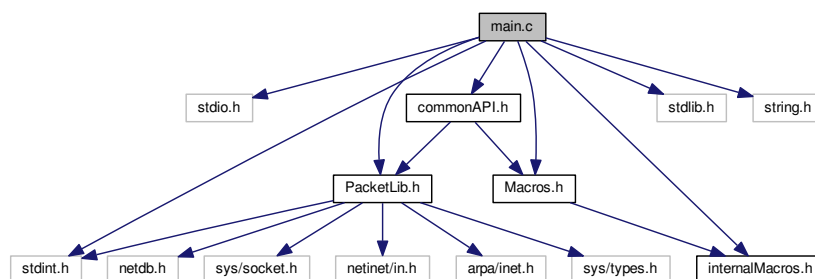 main.c
stdio.h
commonAPI.h
stdlib.h
string.h
PacketLib.h
Macros.h
stdint.h
netdb.h
sys/socket.h
netinet/in.h
arpa/inet.h
sys/types.h
internalMacros.h